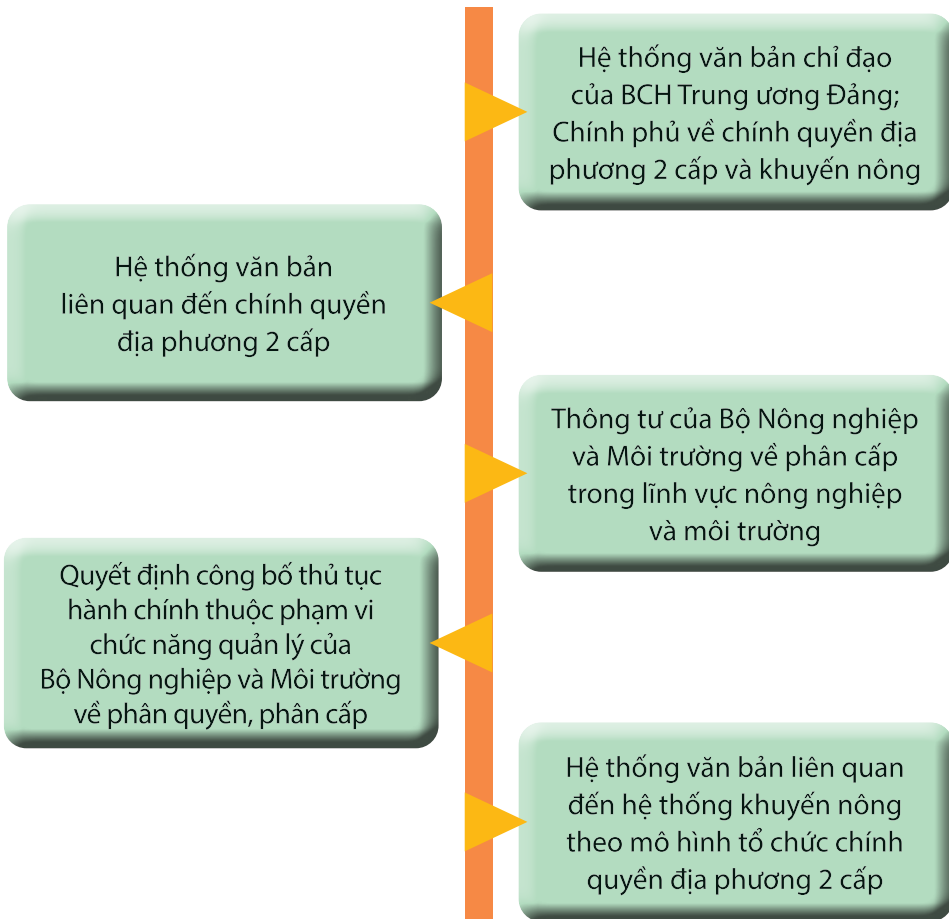 Hệ thống văn bản chỉ đạo
của BCH Trung ương Đảng;
Chính phủ về chính quyền địa
phương 2 cấp và khuyến nông
Hệ thống văn bản
liên quan đến chính quyền
địa phương 2 cấp
Thông tư của Bộ Nông nghiệp
và Môi trường về phân cấp
trong lĩnh vực nông nghiệp
và môi trường
Quyết định công bố thủ tục
hành chính thuộc phạm vi
chức năng quản lý của
Bộ Nông nghiệp và Môi trường
về phân quyền, phân cấp
Hệ thống văn bản liên quan
đến hệ thống khuyến nông
theo mô hình tổ chức chính
quyền địa phương 2 cấp